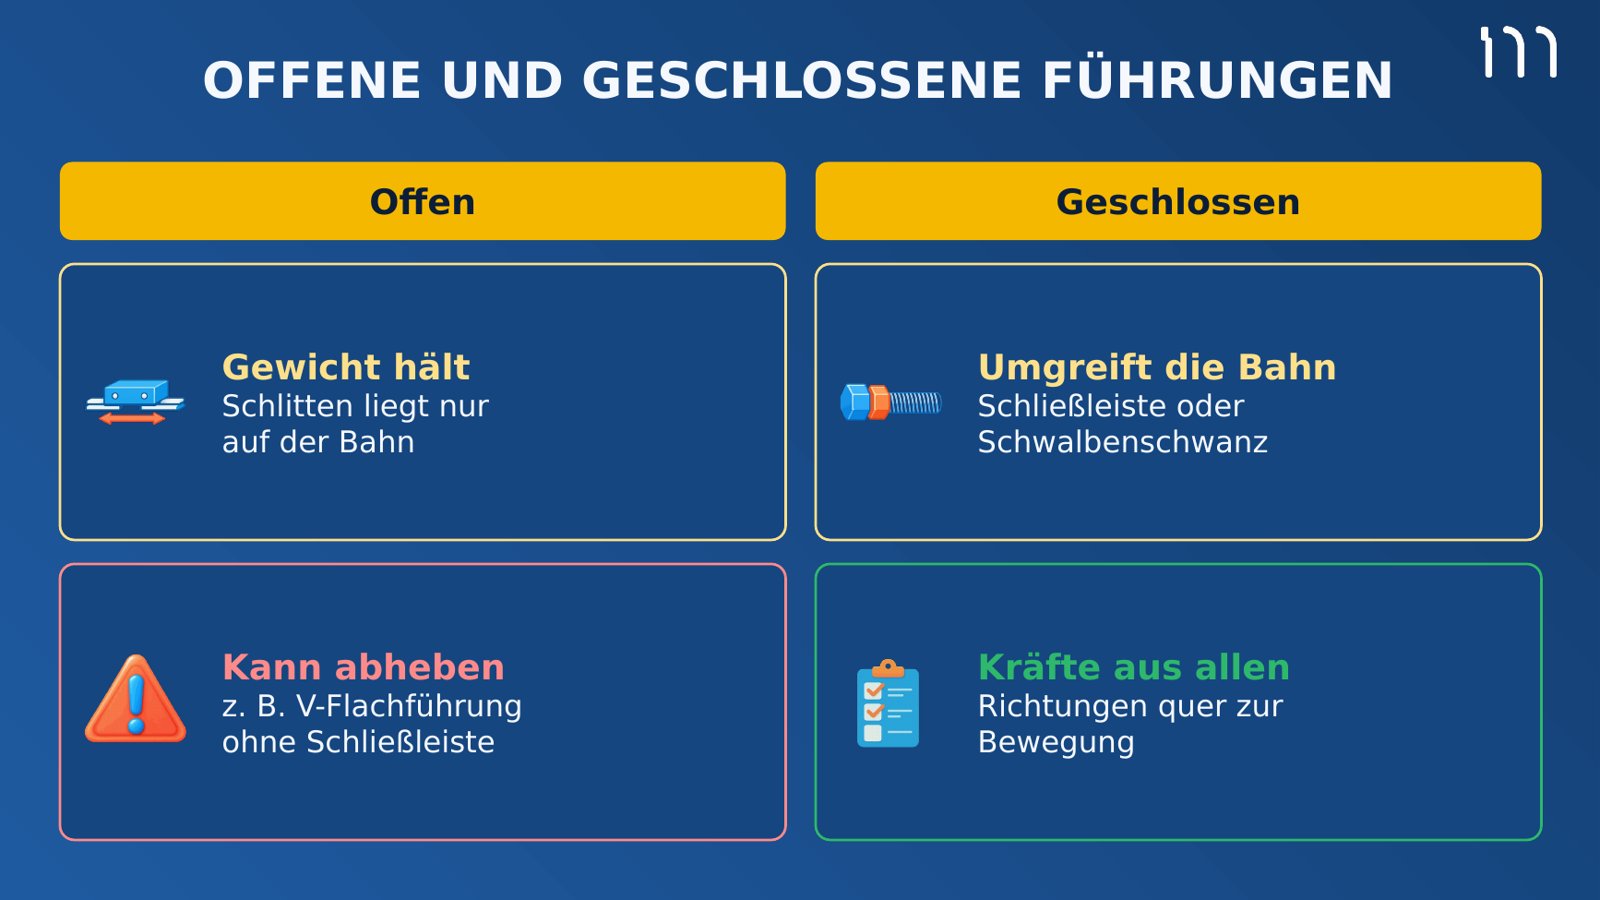 OFFENE UND GESCHLOSSENE FÜHRUNGEN
Offen
Geschlossen
Gewicht hält
Schlitten liegt nur
auf der Bahn
Umgreift die Bahn
Schließleiste oder
Schwalbenschwanz
Kann abheben
z. B. V-Flachführung
ohne Schließleiste
Kräfte aus allen
Richtungen quer zur
Bewegung